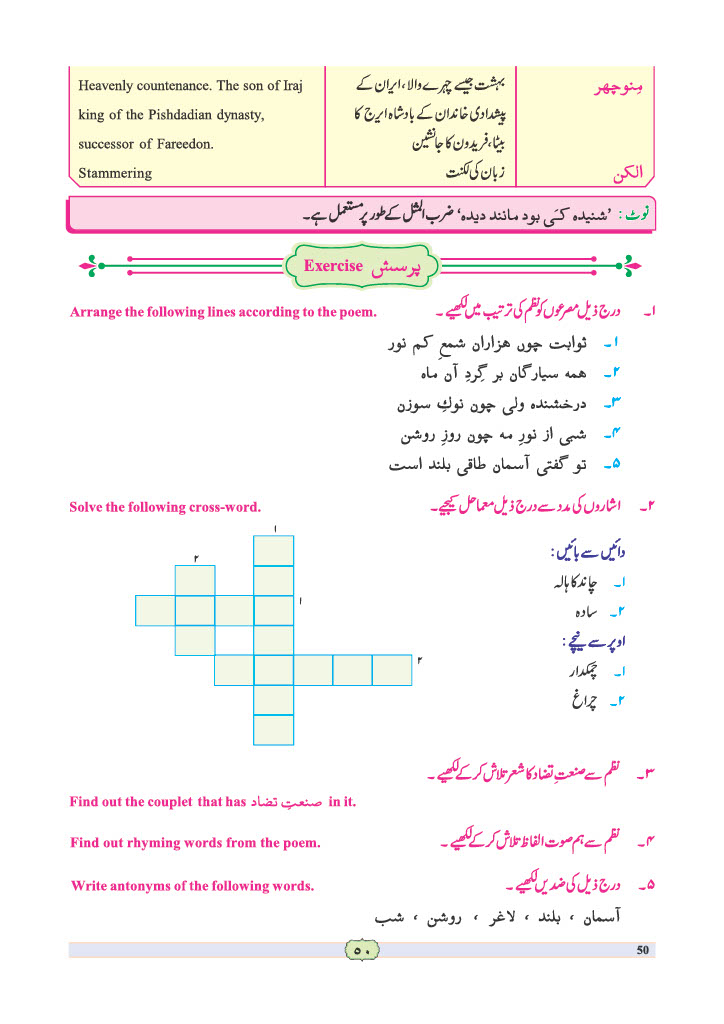 مِنوچهر بہشت جیسے چہرے والا، ایران کے Heavenly countenance. The son of Iraj
پیشدادی خاندان کے بادشاہ ایرج کا king of the Pishdadian dynasty,
بیٹا، فریدون کا جانشین successor of Fareedon.
الکن زبان کی لکنت Stammering
نوٹ : ’شنیده کَی بود مانند دیده‘ ضرب المثل کے طور پر مستعمل ہے۔
Exercise پرسش
۱۔ درج ذیل مصرعوں کو نظم کی ترتیب میں لکھیے ۔ Arrange the following lines according to the poem.
۱۔ ثوابت چوں هزاران شمعِ کم نور
۲۔ همه سیارگان بر گِردِ آن ماه
۳۔ درخشنده ولی چون نوكِ سوزن
۴۔ شبی از نورِ مه چون روزِ روشن
۵۔ تو گفتی آسمان طاقی بلند است
۲۔ اشاروں کی مدد سے درج ذیل معما حل کیجیے۔ Solve the following cross-word.
دائیں سے بائیں :
۱۔ چاند کا ہالہ
۲۔ سادہ
اوپر سے نیچے :
۱۔ چمکدار
۲۔ چراغ
۱
۲
۱
۲
۳۔ نظم سے صنعتِ تضاد کا شعر تلاش کر کے لکھیے ۔
Find out the couplet that has صنعتِ تضاد in it.
۴۔ نظم سے ہم صوت الفاظ تلاش کر کے لکھیے ۔ Find out rhyming words from the poem.
۵۔ درج ذیل کی ضدیں لکھیے ۔ Write antonyms of the following words.
آسمان ، بلند ، لاغر ، روشن ، شب
۵۰ 50